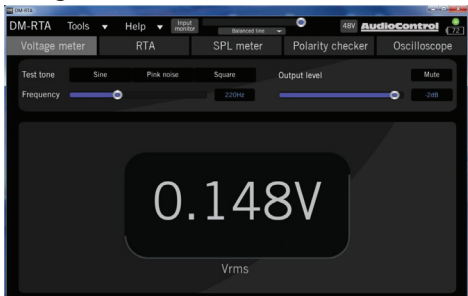 DM-RTA
DM-RTA Tools Help Input monitor Balanced line 48V AudioControl 72
Voltage meter RTA SPL meter Polarity checker Oscilloscope
Test tone Sine Pink noise Square Output level Mute
Frequency 220Hz -2dB
0.148V
Vrms